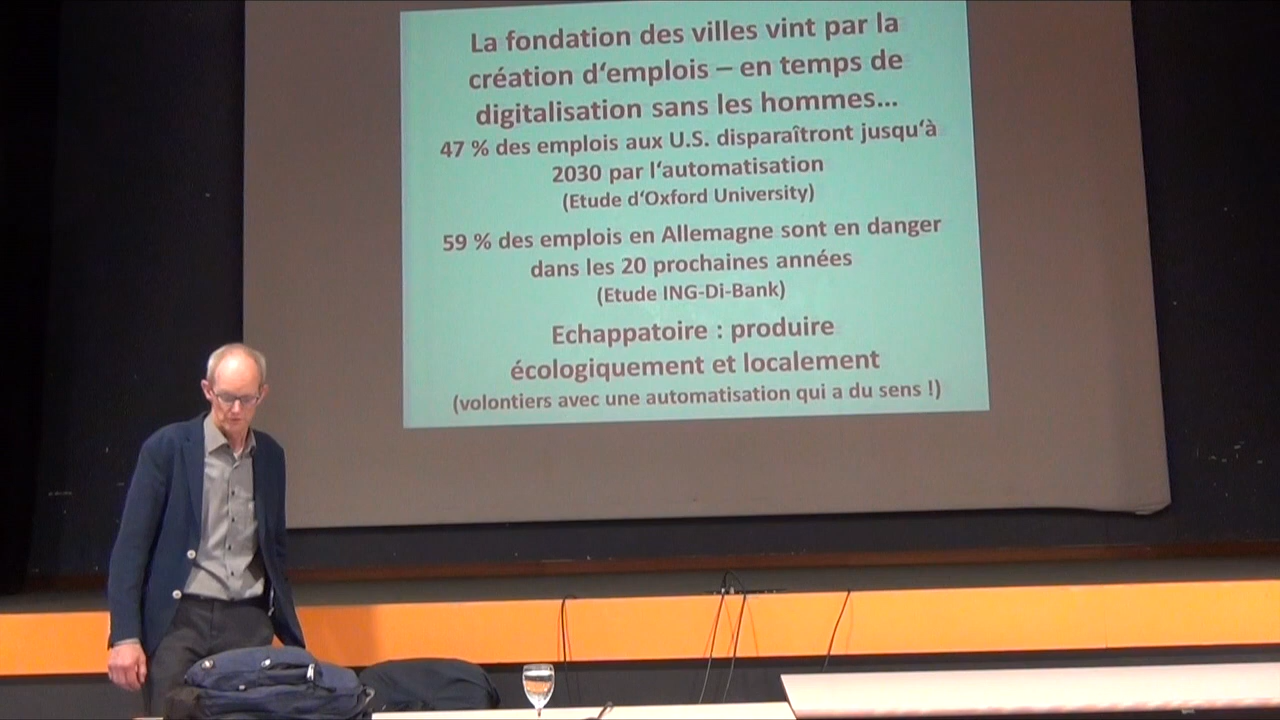 La fondation des villes vint par la
création d‘emplois – en temps de
digitalisation sans les hommes...
47 % des emplois aux U.S. disparaîtront jusqu‘à
2030 par l‘automatisation
(Etude d‘Oxford University)
59 % des emplois en Allemagne sont en danger
dans les 20 prochaines années
(Etude ING-Di-Bank)
Echappatoire : produire
écologiquement et localement
(volontiers avec une automatisation qui a du sens !)